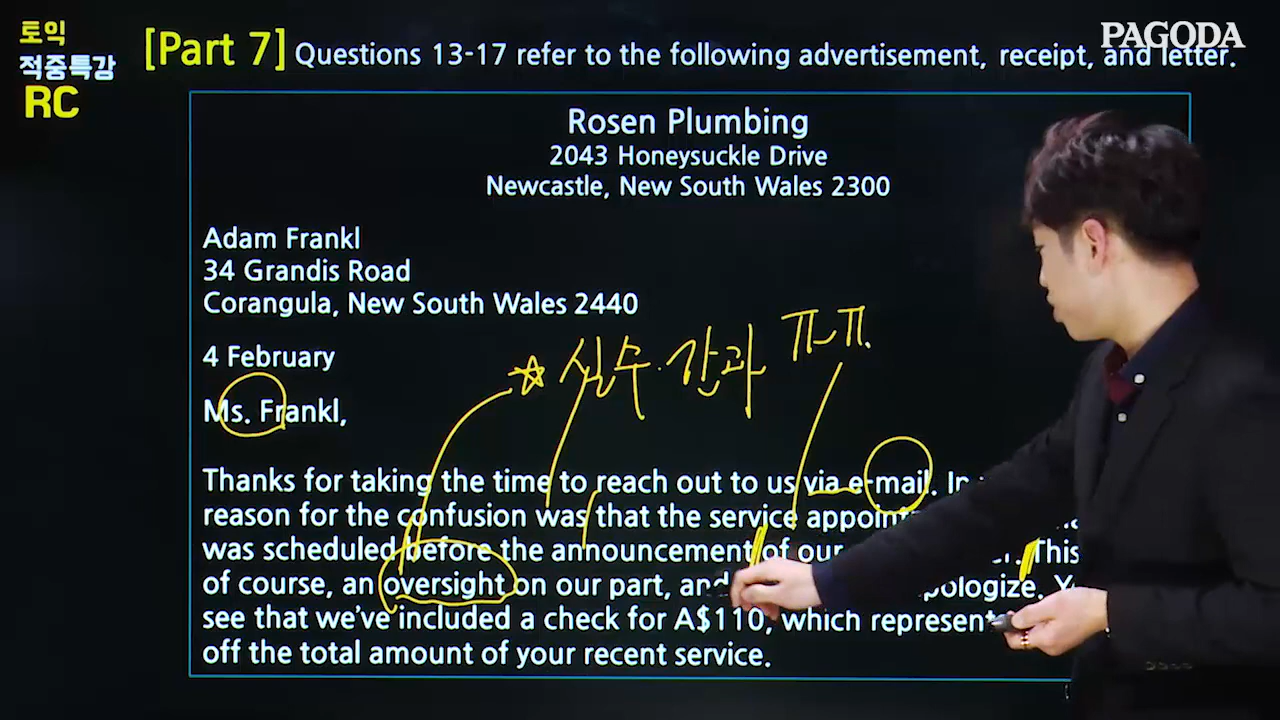 토익
적중특강
RC
[Part 7] Questions 13-17 refer to the following advertisement, receipt, and letter.
PAGODA
Rosen Plumbing
2043 Honeysuckle Drive
Newcastle, New South Wales 2300
Adam Frankl
34 Grandis Road
Corangula, New South Wales 2440
4 February
실수 간과 ㅠㅠ
Ms. Frankl,
Thanks for taking the time to reach out to us via e-mail. In
reason for the confusion was that the service
was scheduled before the announcement of our This
of course, an oversight on our part,
see that we've included a check for A$110, which
off the total amount of your recent service.